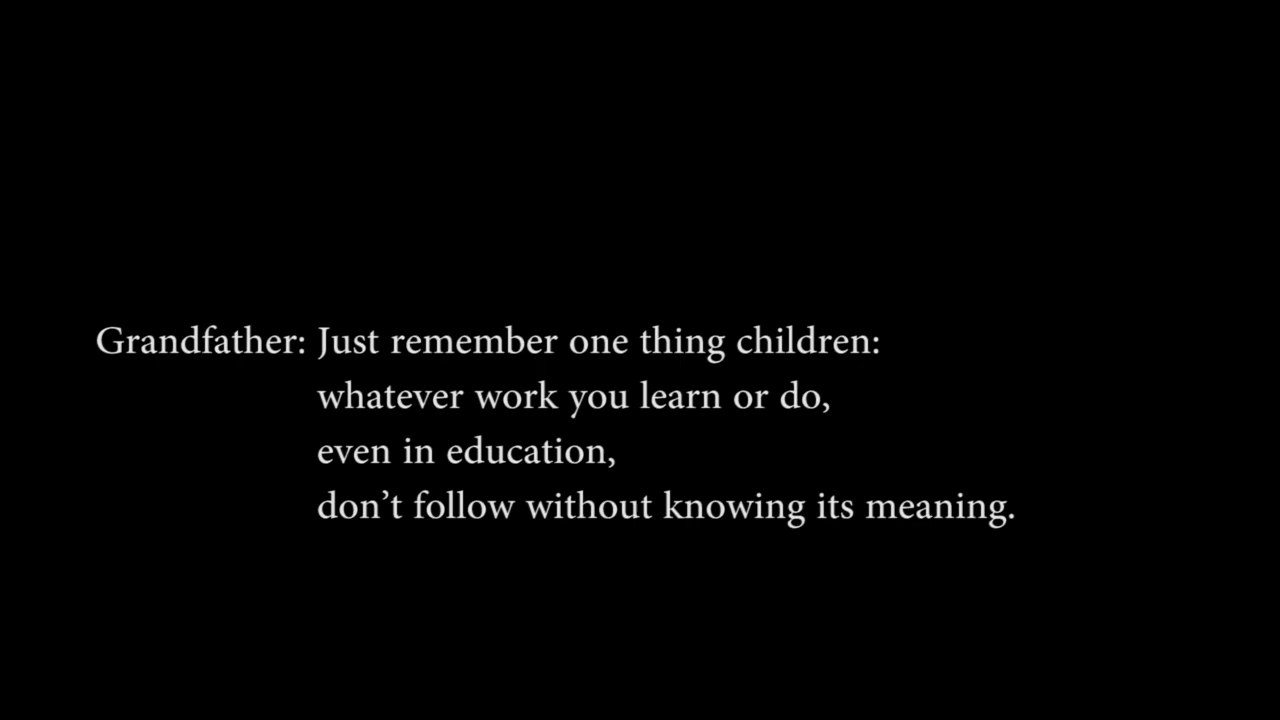 Grandfather: Just remember one thing children:
whatever work you learn or do,
even in education,
don’t follow without knowing its meaning.